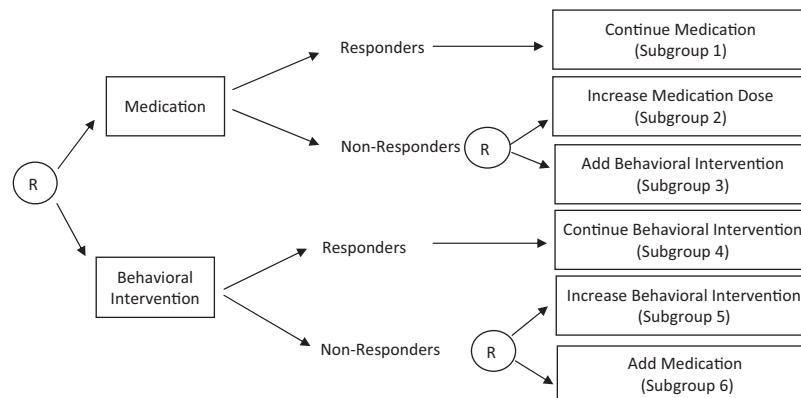 Continue Medication
(Subgroup 1)
Responders
Medication
Increase Medication Dose
(Subgroup 2)
Non-Responders
R
Add Behavioral Intervention
(Subgroup 3)
R
Continue Behavioral Intervention
(Subgroup 4)
Responders
Behavioral
Intervention
Increase Behavioral Intervention
(Subgroup 5)
Non-Responders
R
Add Medication
(Subgroup 6)